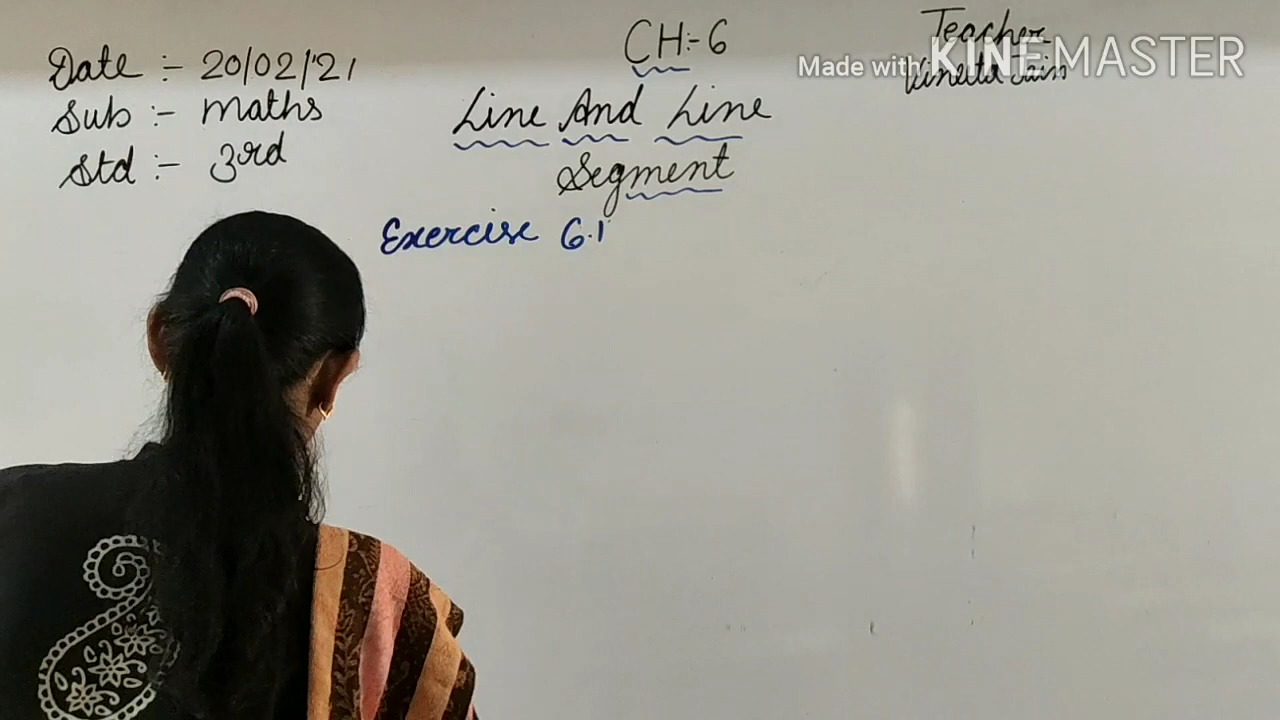 Date :- 20/02/'21
Sub :- Maths
Std :- 3rd
CH:- 6
Line And Line
Segment
Exercise 6.1
Teacher
Jain
Made with KINEMASTER